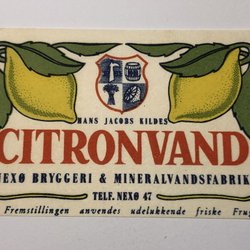 HANS JACOBS KILDES
CITRONVAND
NEXØ BRYGGERI & MINERALVANDSFABRIK
TELF. NEXØ 47
Fremstillingen anvendes udelukkende friske